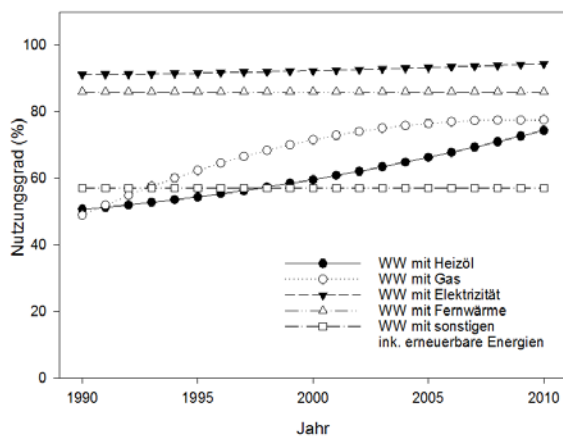 100
80
60
40
20
0
Nutzungsgrad (%)
WW mit Heizöl
WW mit Gas
WW mit Elektrizität
WW mit Fernwärme
WW mit sonstigen
ink. erneuerbare Energien
1990
1995
2000
2005
2010
Jahr